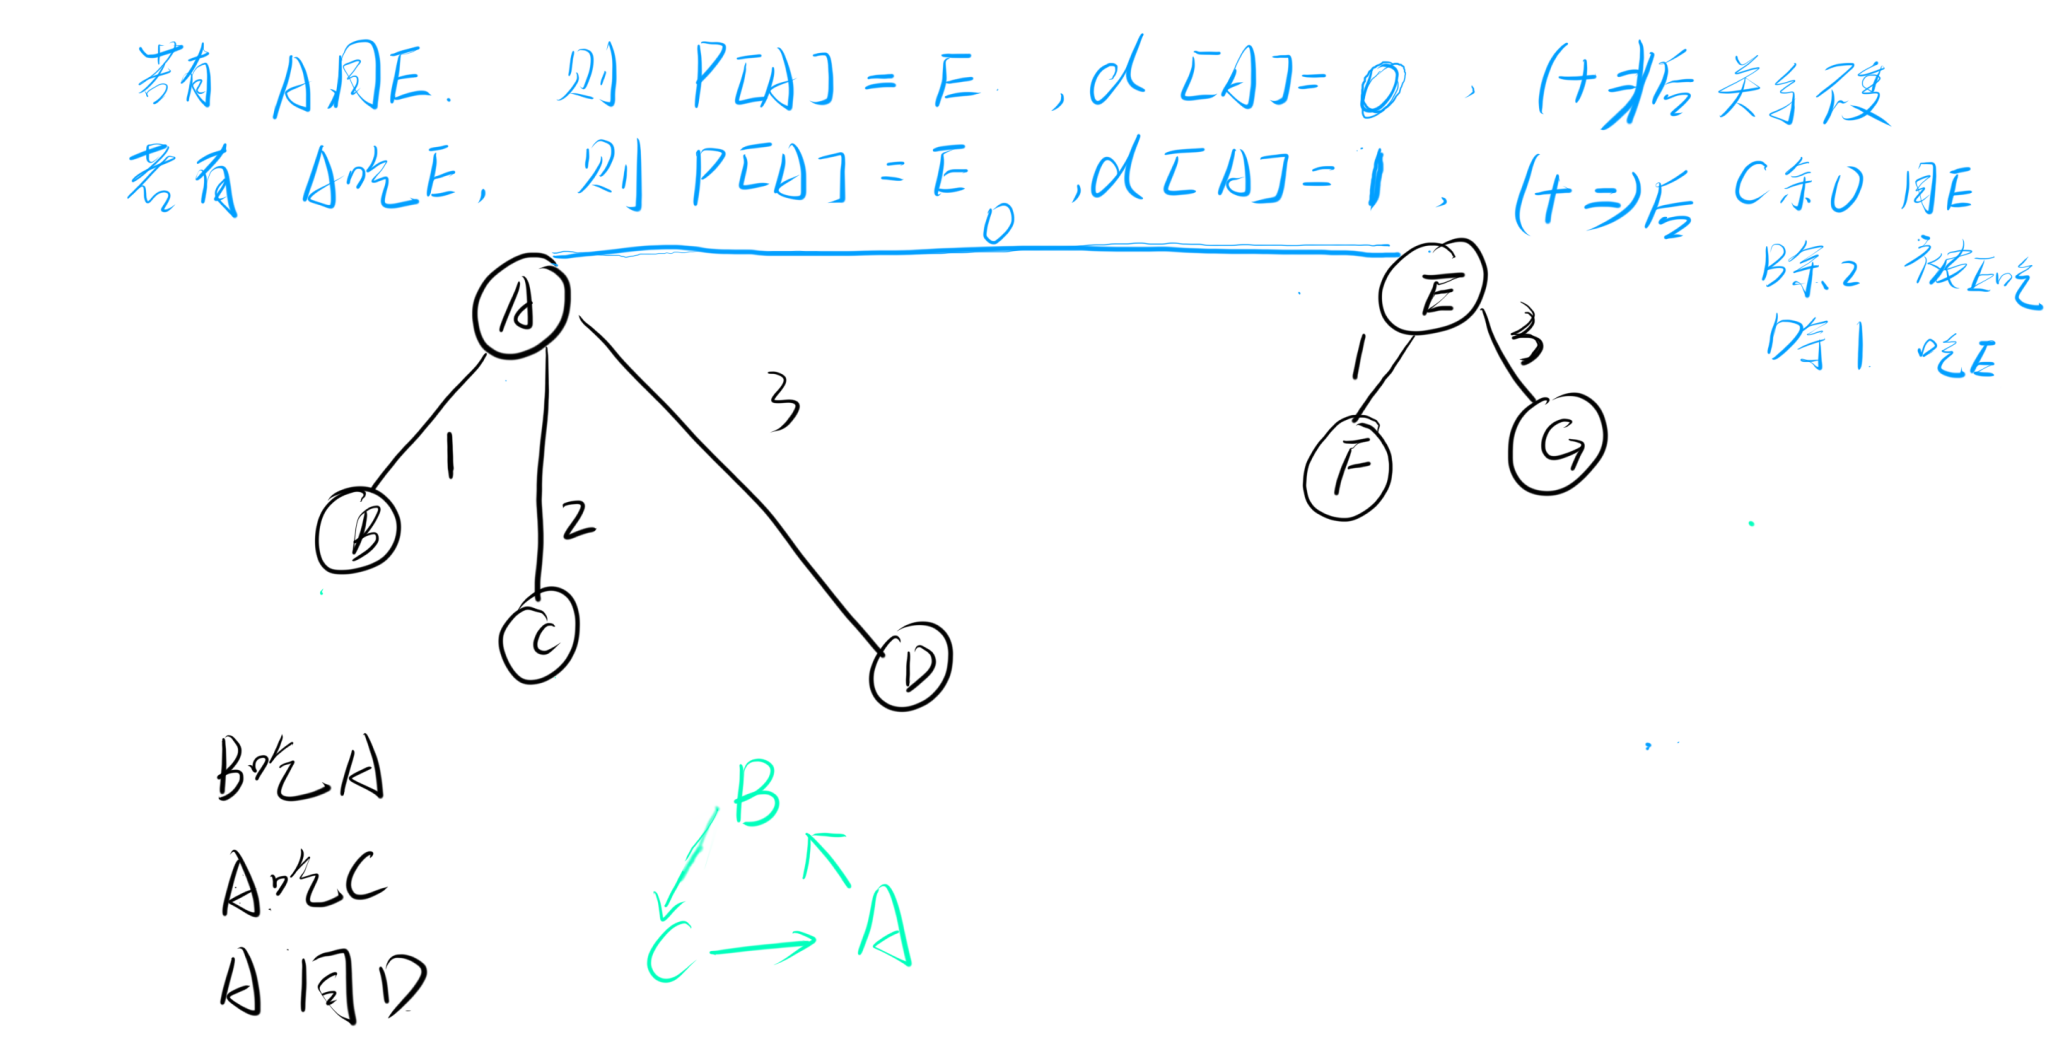 若有 A同E. 则 P[A] = E , d[A] = 0 , (+=)后 关系不变
若有 A吃E, 则 P[A] = E , d[A] = 1 , (+=)后 C余0 同E
B余2 被E吃
D余1 吃E
0
A
E
1
2
3
1
3
B
C
D
F
G
B吃A
A吃C
A同D
B
C
A